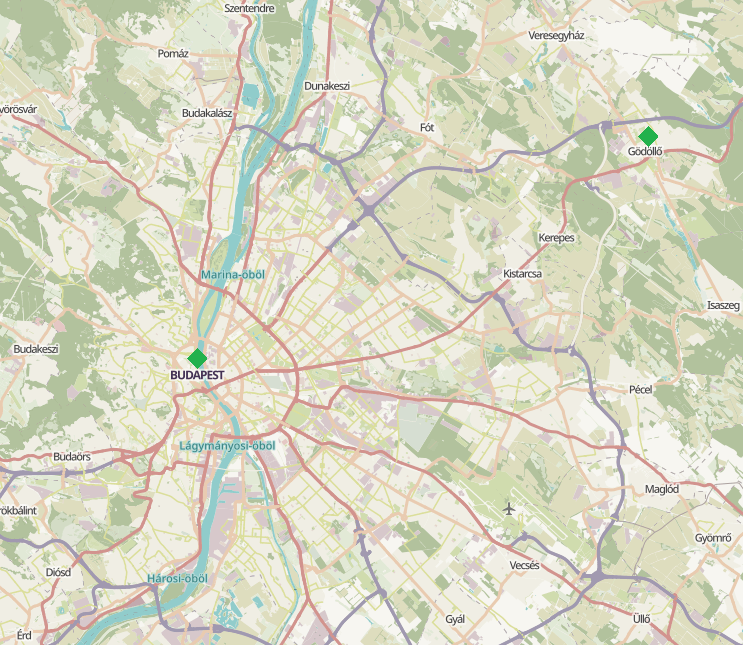 Szentendre
Veresegyház
Pomáz
Dunakeszi
vörösvár
Budakalász
Fót
Gödöllő
Kerepes
Kistarcsa
Marina-öböl
Isaszeg
Budakeszi
BUDAPEST
Pécel
Lágymányosi-öböl
Budaörs
Maglód
rökbálint
Gyömrő
Vecsés
Diósd
Hárosi-öböl
Gyál
Üllő
Érd